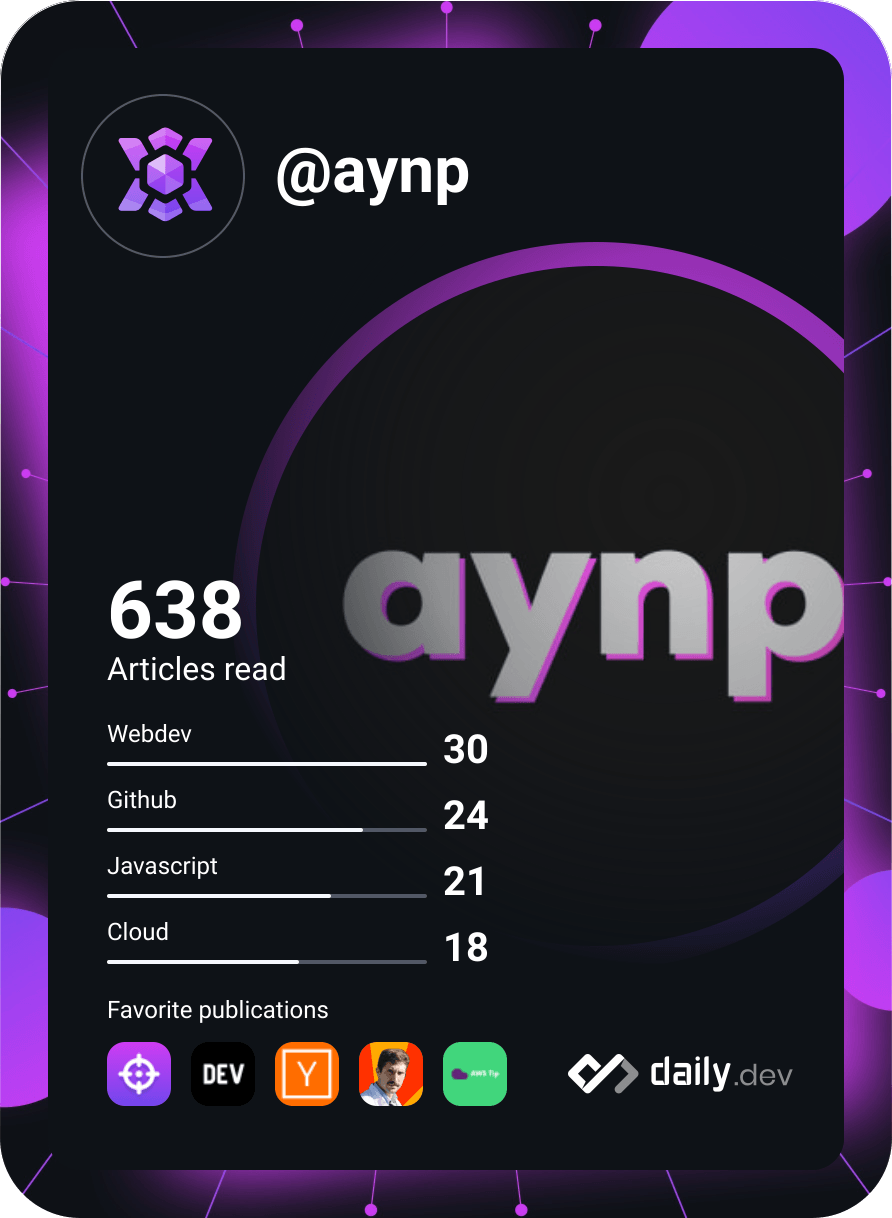 @aynp
aynp
638
Articles read
Webdev
30
Github
24
Javascript
21
Cloud
18
Favorite publications
DEV
Y
AWS Tip
daily.dev